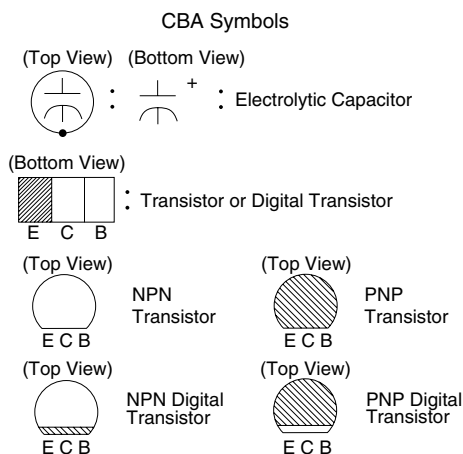 CBA Symbols
(Top View) (Bottom View)
+
: : Electrolytic Capacitor
(Bottom View)
: Transistor or Digital Transistor
E C B
(Top View) (Top View)
NPN Transistor
PNP Transistor
E C B E C B
(Top View) (Top View)
NPN Digital Transistor
PNP Digital Transistor
E C B E C B